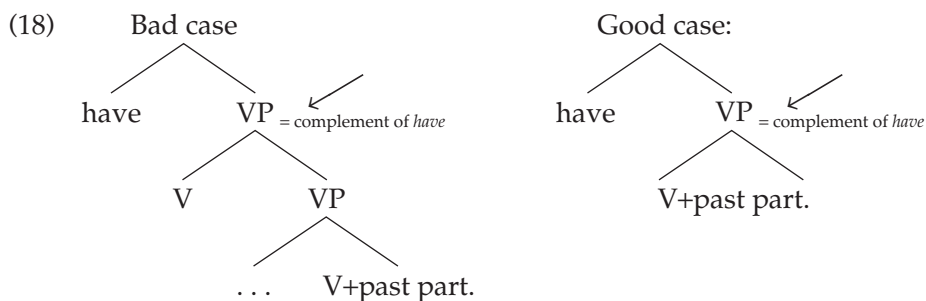 (18) Bad case Good case:
have VP = complement of have have VP = complement of have
V VP V+past part.
. . . V+past part.